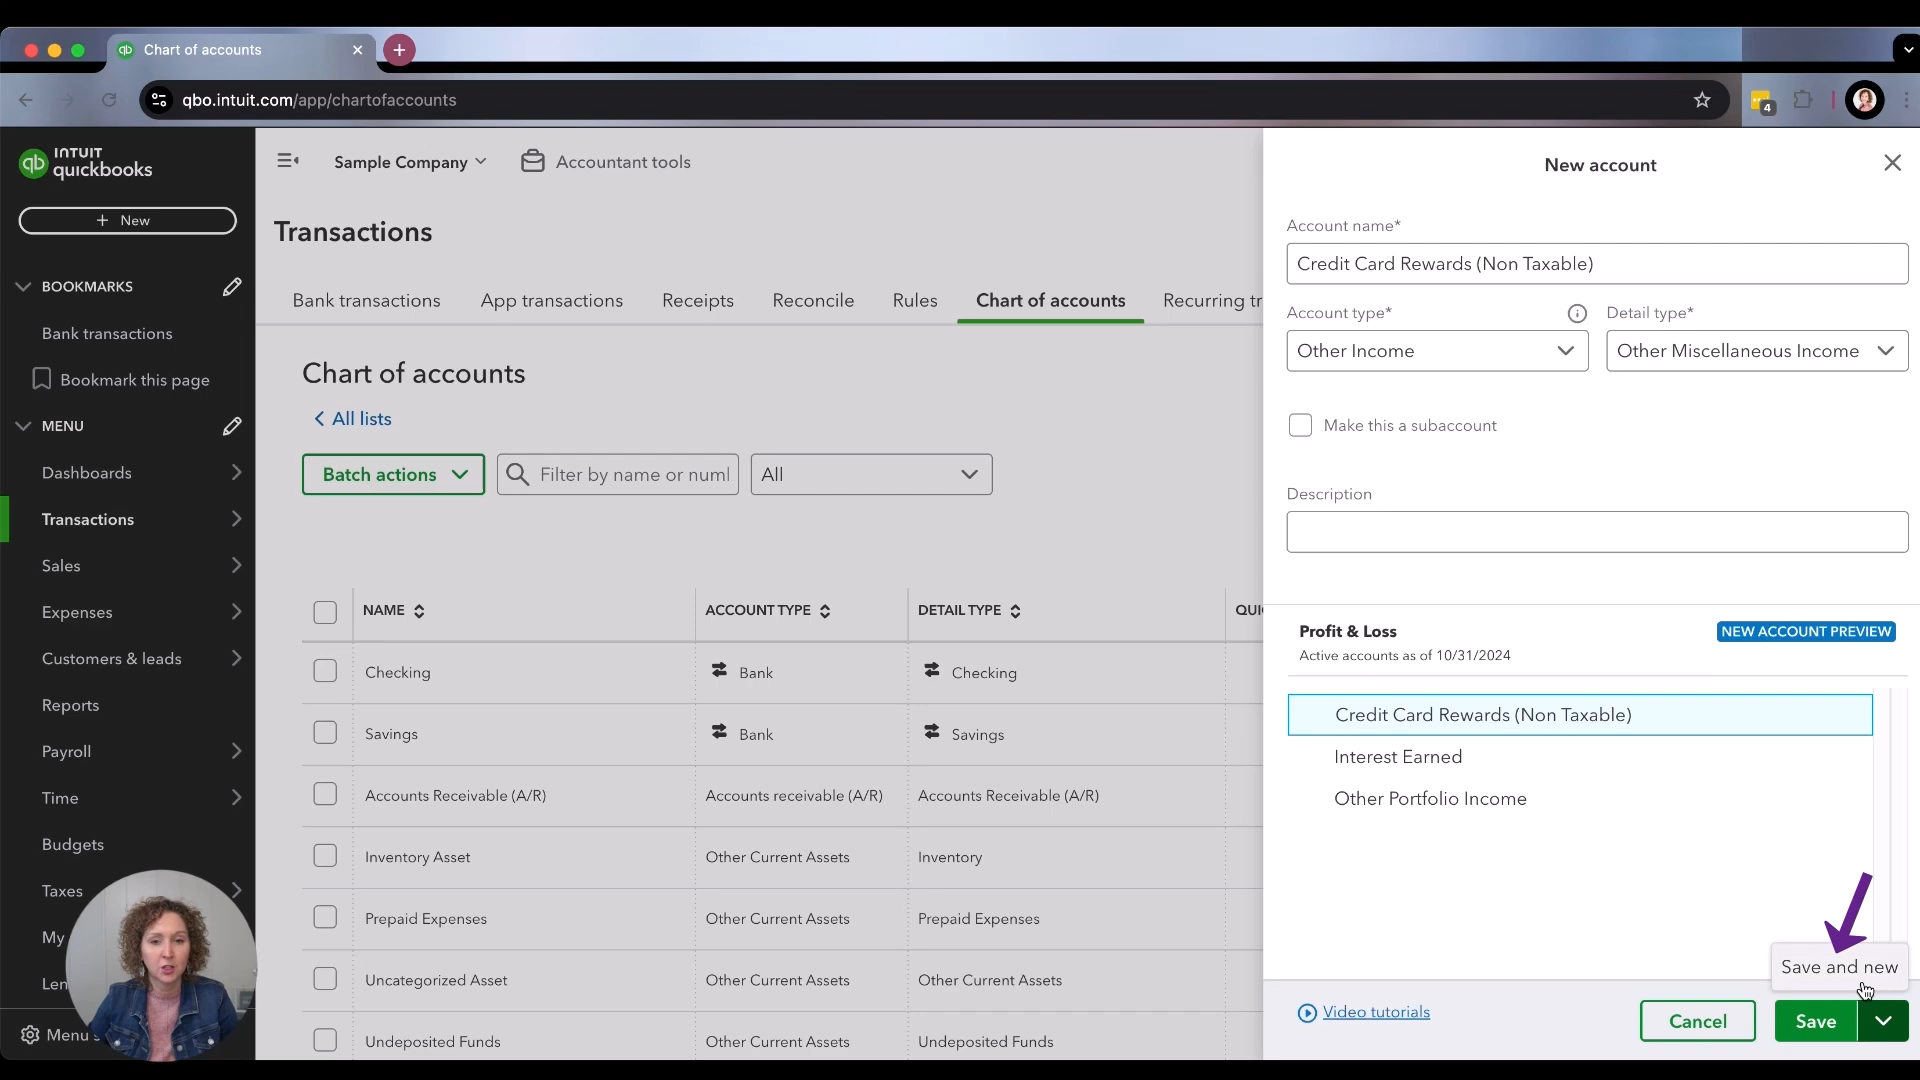 Chart of accounts
qbo.intuit.com/app/chartofaccounts
4
qb
INTUIT
quickbooks
+ New
BOOKMARKS
Bank transactions
Bookmark this page
MENU
Dashboards
Transactions
Sales
Expenses
Customers & leads
Reports
Payroll
Time
Budgets
Taxes
My
Menu
Sample Company
Accountant tools
Transactions
Bank transactions
App transactions
Receipts
Reconcile
Rules
Chart of accounts
Recurring tr
Chart of accounts
All lists
Batch actions
Filter by name or numl
All
NAME ACCOUNT TYPE DETAIL TYPE QUI
Checking Bank Checking
Savings Bank Savings
Accounts Receivable (A/R) Accounts receivable (A/R) Accounts Receivable (A/R)
Inventory Asset Other Current Assets Inventory
Prepaid Expenses Other Current Assets Prepaid Expenses
Uncategorized Asset Other Current Assets Other Current Assets
Undeposited Funds Other Current Assets Undeposited Funds
New account
Account name*
Credit Card Rewards (Non Taxable)
Account type* Detail type*
Other Income Other Miscellaneous Income
Make this a subaccount
Description
Profit & Loss
NEW ACCOUNT PREVIEW
Active accounts as of 10/31/2024
Credit Card Rewards (Non Taxable)
Interest Earned
Other Portfolio Income
Save and new
Video tutorials
Cancel
Save